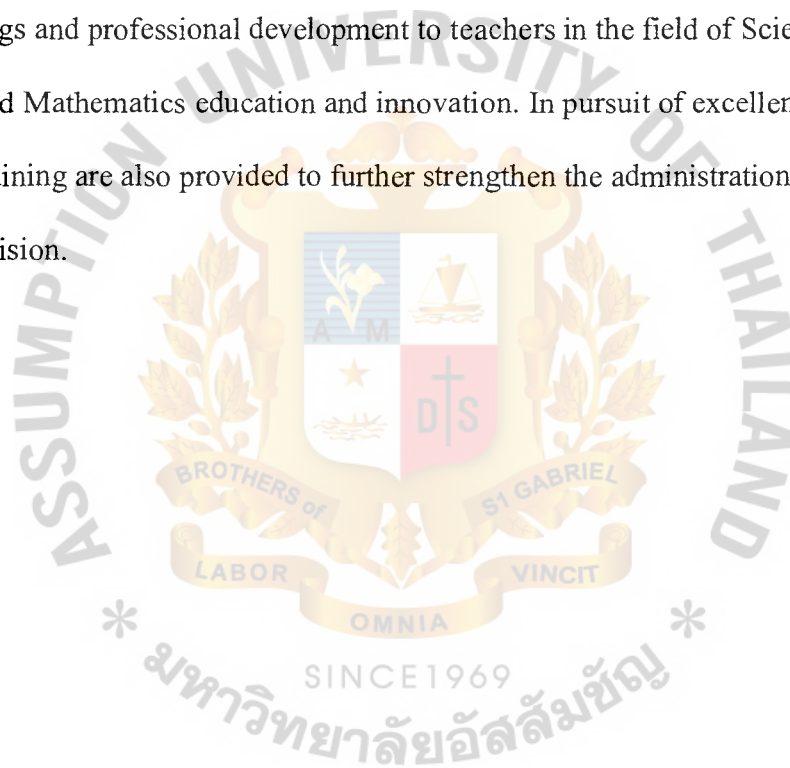 gs and professional development to teachers in the field of Scie
d Mathematics education and innovation. In pursuit of excellen
ining are also provided to further strengthen the administration
ision.
ASSUMPTION UNIVERSITY OF THAILAND
A M
D S
BROTHERS of ST GABRIEL
LABOR OMNIA VINCIT
SINCE1969
* มหาวิทยาลัยอัสสัมชัญ *